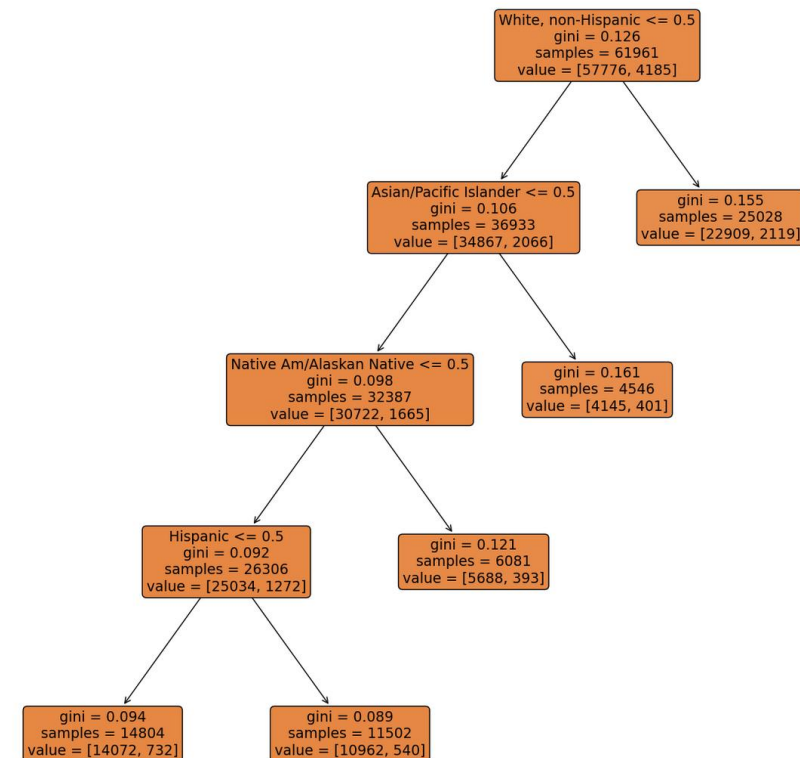 White, non-Hispanic <= 0.5
gini = 0.126
samples = 61961
value = [57776, 4185]
Asian/Pacific Islander <= 0.5
gini = 0.106
samples = 36933
value = [34867, 2066]
gini = 0.155
samples = 25028
value = [22909, 2119]
Native Am/Alaskan Native <= 0.5
gini = 0.098
samples = 32387
value = [30722, 1665]
gini = 0.161
samples = 4546
value = [4145, 401]
Hispanic <= 0.5
gini = 0.092
samples = 26306
value = [25034, 1272]
gini = 0.121
samples = 6081
value = [5688, 393]
gini = 0.094
samples = 14804
value = [14072, 732]
gini = 0.089
samples = 11502
value = [10962, 540]